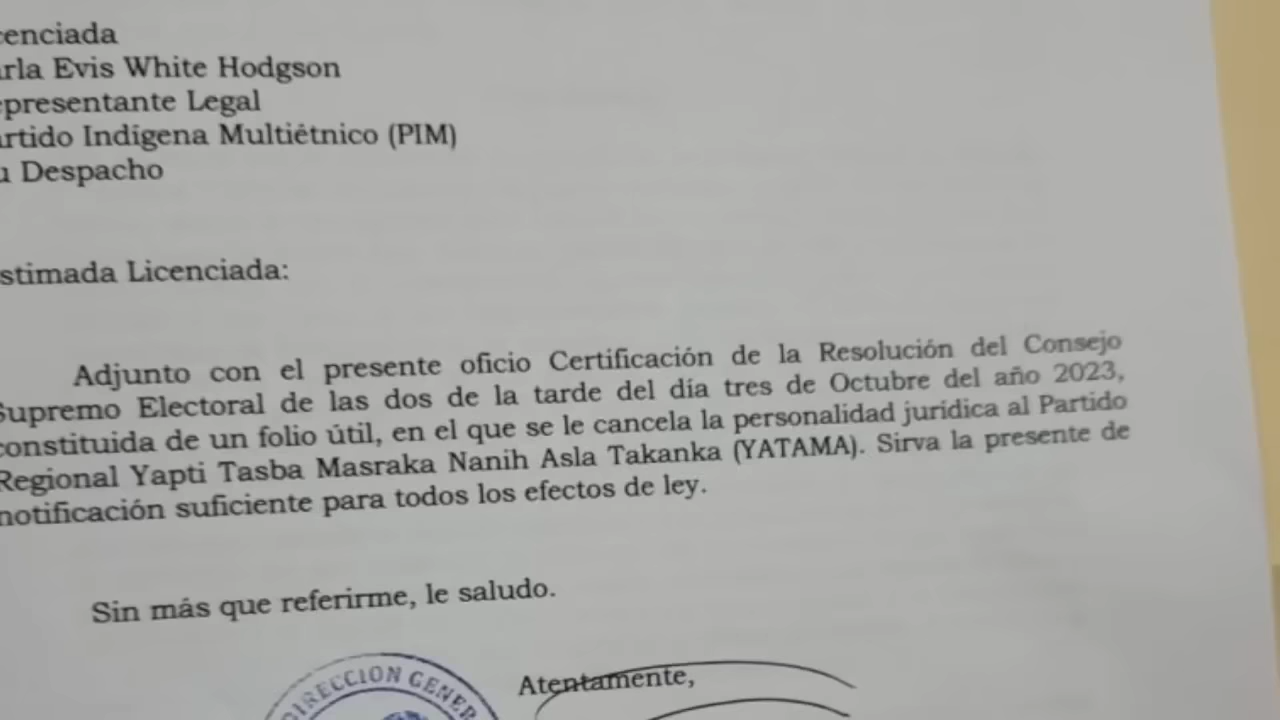 cenciada
arla Evis White Hodgson
epresentante Legal
artido Indígena Multiétnico (PIM)
u Despacho
stimada Licenciada:
Adjunto con el presente oficio Certificación de la Resolución del Consejo
Supremo Electoral de las dos de la tarde del día tres de Octubre del año 2023,
constituida de un folio útil, en el que se le cancela la personalidad jurídica al Partido
Regional Yapti Tasba Masraka Nanih Asla Takanka (YATAMA). Sirva la presente de
notificación suficiente para todos los efectos de ley.
Sin más que referirme, le saludo.
Atentamente,
DIRECCION GENER